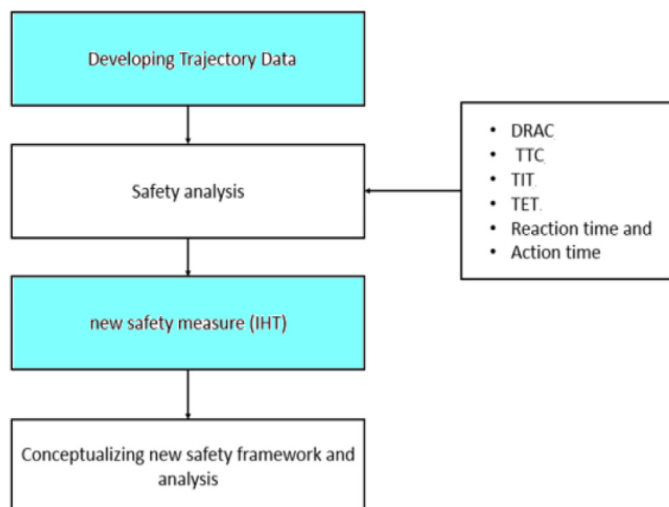 Developing Trajectory Data
Safety analysis
• DRAC
• TTC
• TIT
• TET
• Reaction time and
• Action time
new safety measure (IHT)
Conceptualizing new safety framework and
analysis